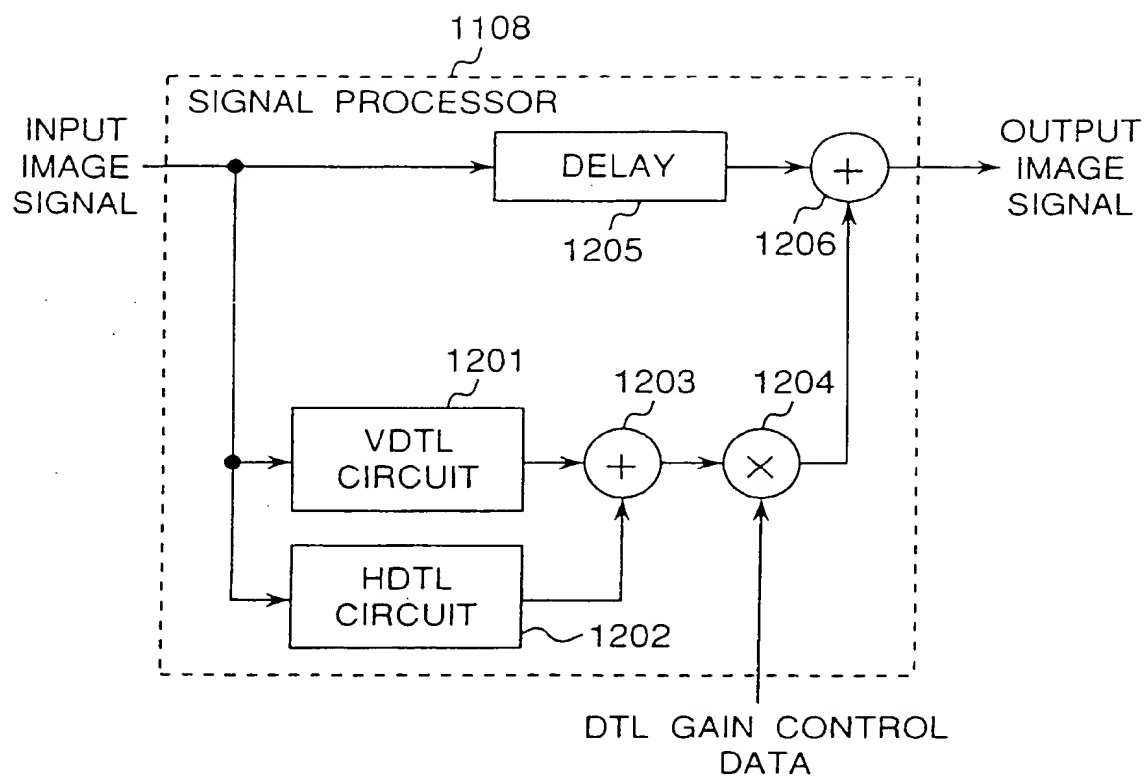 1108
SIGNAL PROCESSOR
INPUT
IMAGE
SIGNAL
DELAY
1205
+
1206
OUTPUT
IMAGE
SIGNAL
1201
VDTL
CIRCUIT
1203
+
1204
×
HDTL
CIRCUIT
1202
DTL GAIN CONTROL
DATA